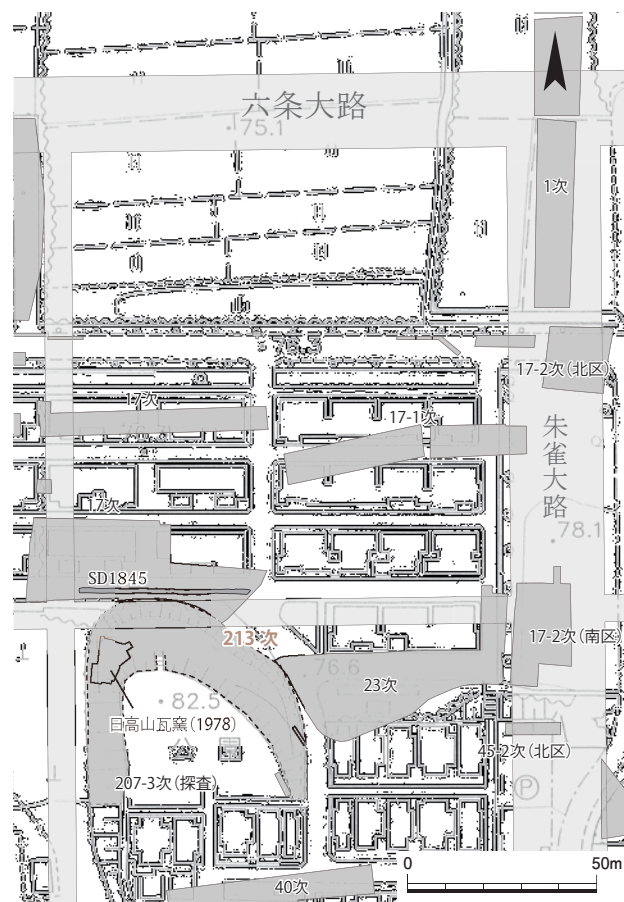 六条大路
75.1
1次
17-2次（北区）
17次
17-1次
朱雀大路
17次
78.1
SD1845
213 次
17-2次（南区）
76.6
23次
82.5
日高山瓦窯（1978）
公園
45-2次（北区）
207-3次（探査）
P
0 50m
40次